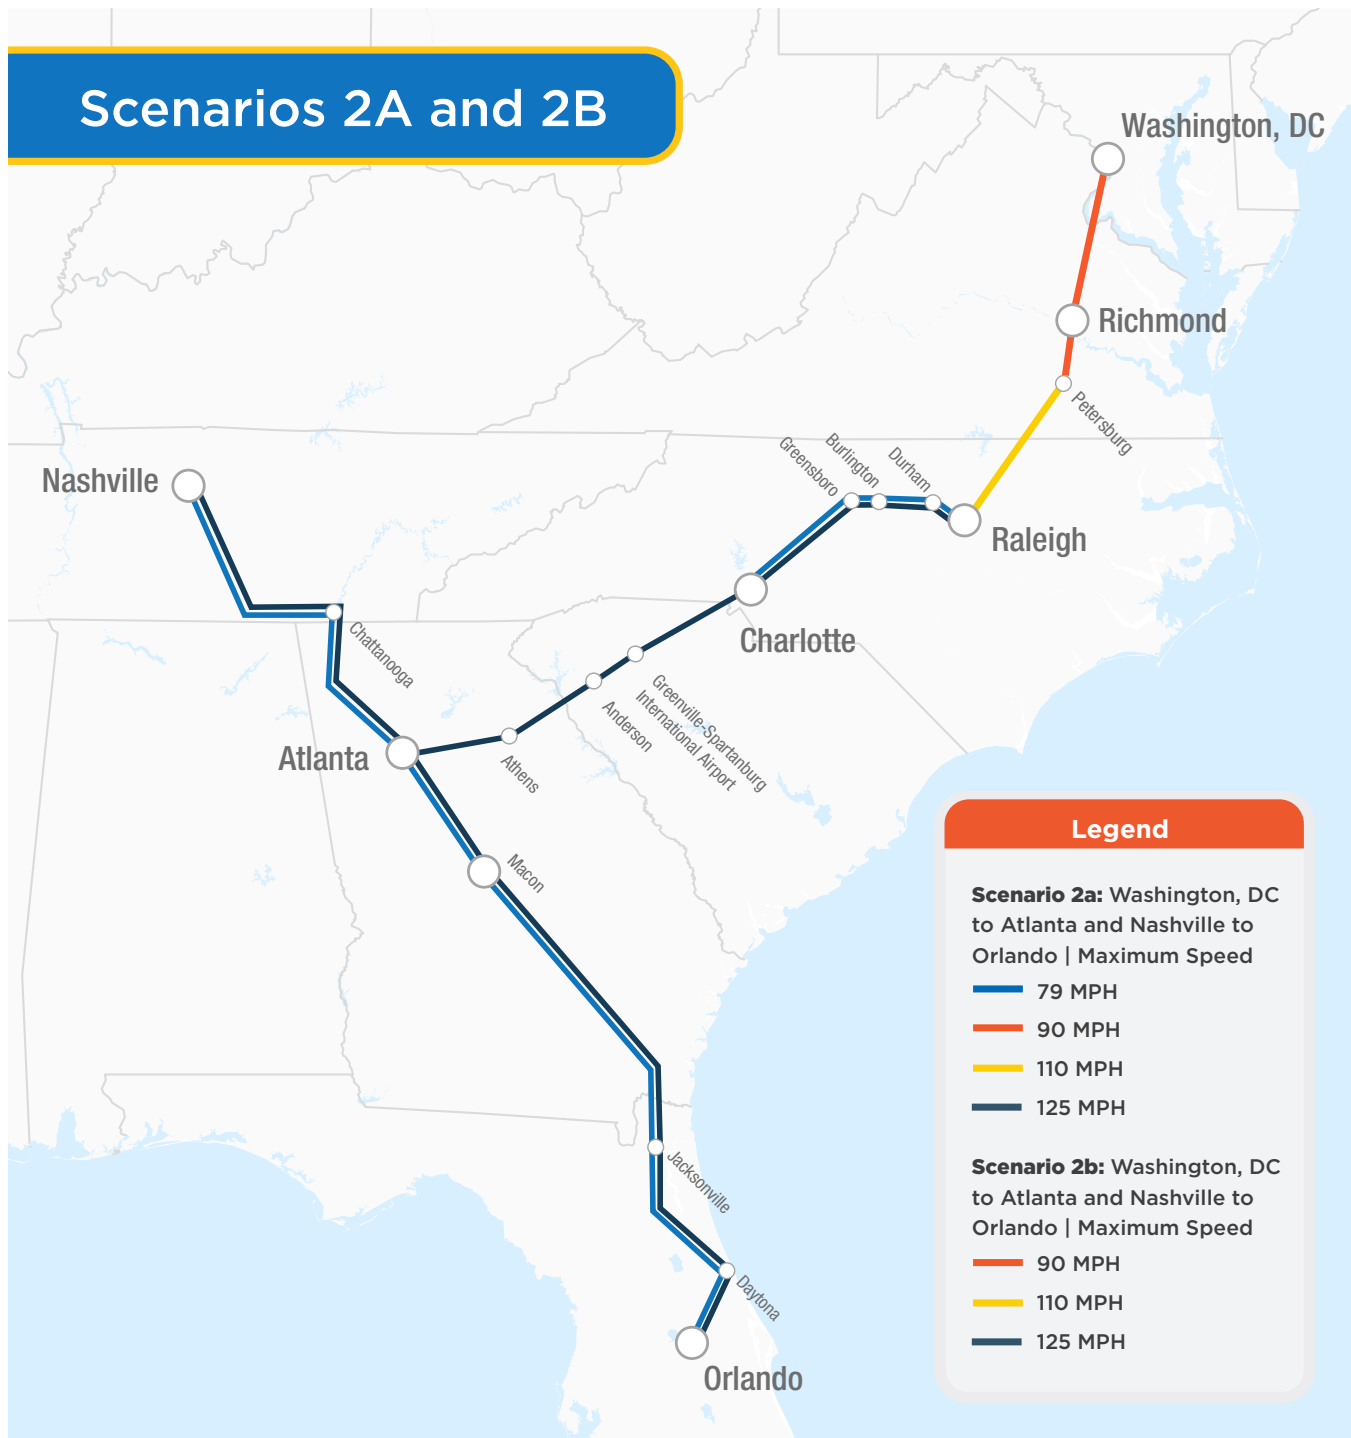 Scenarios 2A and 2B
Washington, DC
Richmond
Petersburg
Nashville
Greensboro
Burlington
Durham
Raleigh
Charlotte
Chattanooga
Greenville-Spartanburg
International Airport
Anderson
Atlanta
Athens
Macon
Jacksonville
Daytona
Orlando
Legend
Scenario 2a: Washington, DC
to Atlanta and Nashville to
Orlando | Maximum Speed
79 MPH
90 MPH
110 MPH
125 MPH
Scenario 2b: Washington, DC
to Atlanta and Nashville to
Orlando | Maximum Speed
90 MPH
110 MPH
125 MPH